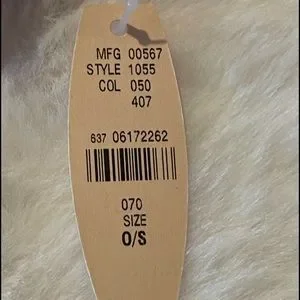 MFG 00567
STYLE 1055
COL 050
407
637 06172262
070
SIZE
O/S